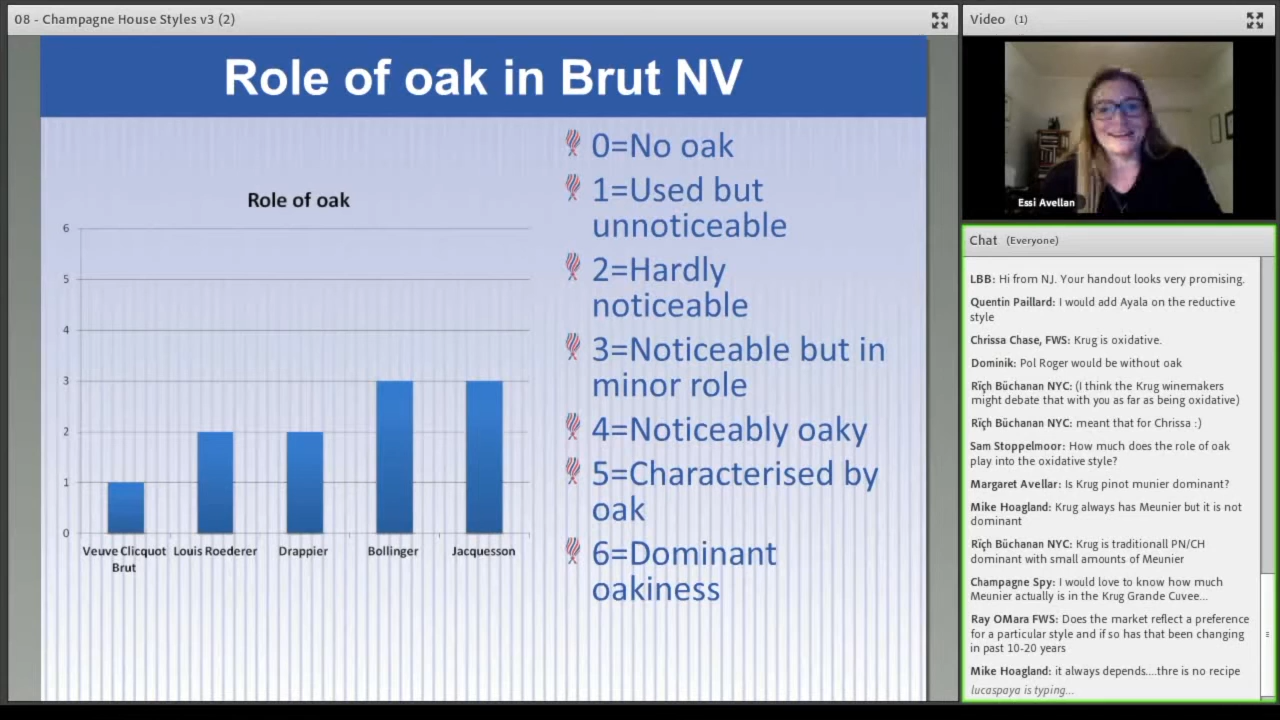 08 - Champagne House Styles v3 (2)
Role of oak in Brut NV
Role of oak
6
5
4
3
2
1
0
Veuve Clicquot
Brut
Louis Roederer
Drappier
Bollinger
Jacquesson
0=No oak
1=Used but
unnoticeable
2=Hardly
noticeable
3=Noticeable but in
minor role
4=Noticeably oaky
5=Characterised by
oak
6=Dominant
oakiness
Video (1)
Essi Avellan
Chat (Everyone)
LBB: Hi from NJ. Your handout looks very promising.
Quentin Paillard: I would add Ayala on the reductive
style
Chrissa Chase, FWS: Krug is oxidative.
Dominik: Pol Roger would be without oak
Rïçh Büchanan NYC: (I think the Krug winemakers
might debate that with you as far as being oxidative)
Rïçh Büchanan NYC: meant that for Chrissa :)
Sam Stoppelmoor: How much does the role of oak
play into the oxidative style?
Margaret Avellar: Is Krug pinot munier dominant?
Mike Hoagland: Krug always has Meunier but it is not
dominant
Rïçh Büchanan NYC: Krug is traditionall PN/CH
dominant with small amounts of Meunier
Champagne Spy: I would love to know how much
Meunier actually is in the Krug Grande Cuvee...
Ray OMara FWS: Does the market reflect a preference
for a particular style and if so has that been changing
in past 10-20 years
Mike Hoagland: it always depends....thre is no recipe
lucaspaya is typing...